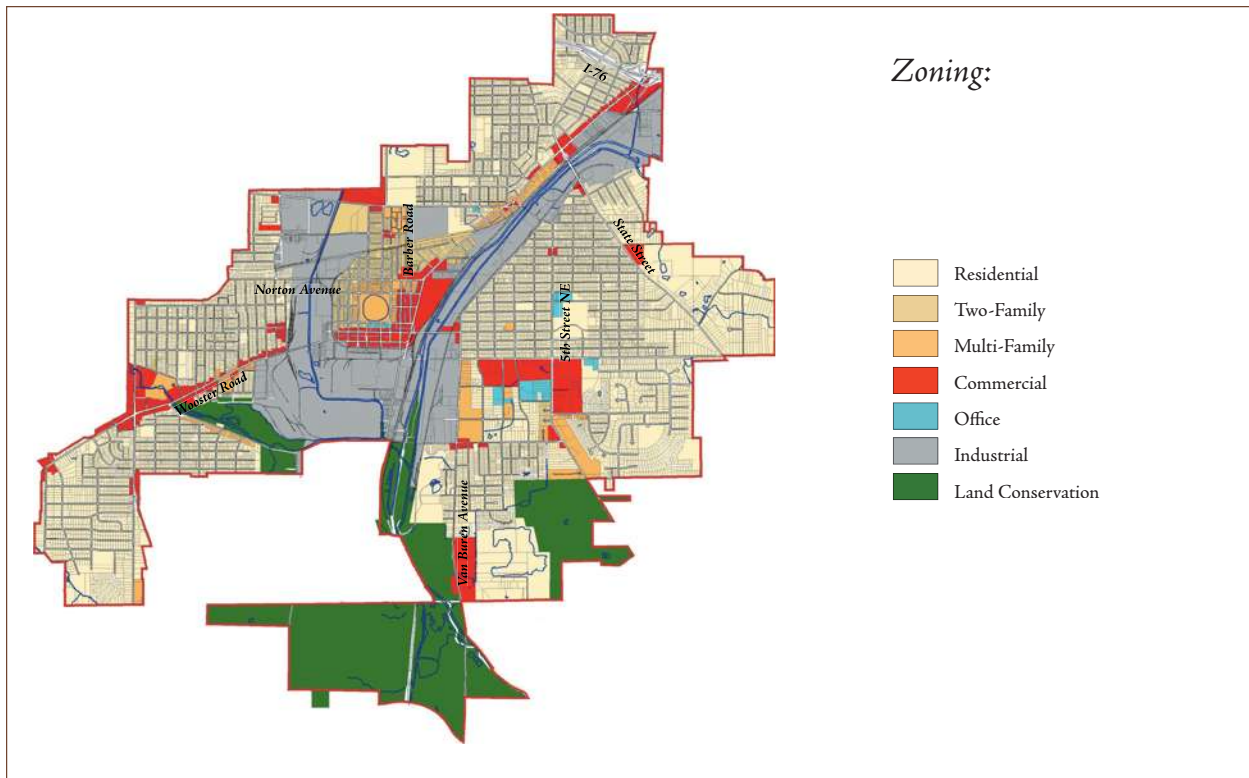 Zoning:
I-76
State Street
Barber Road
Norton Avenue
5th Street NE
Wooster Road
Van Buren Avenue
Residential
Two-Family
Multi-Family
Commercial
Office
Industrial
Land Conservation